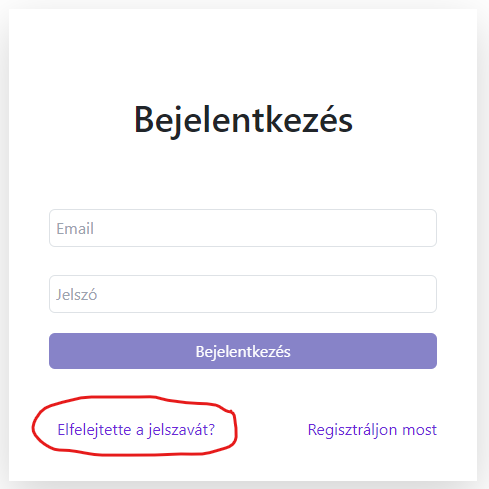 Bejelentkezés
Email
Jelszó
Bejelentkezés
Elfelejtette a jelszavát? Regisztráljon most